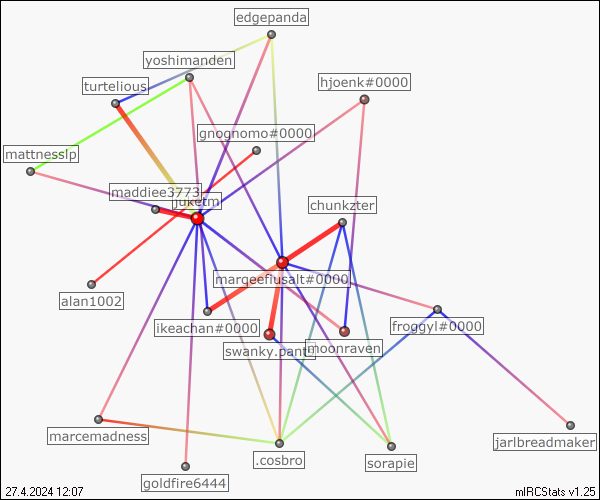 edgepanda
yoshimanden
hjoenk#0000
turtelious
gnognomo#0000
mattnesslp
maddiee3773
juketm
chunkzter
margeefiusalt#0000
alan1002
ikeachan#0000
froggyl#0000
swanky.pant
moonraven
marcemadness
jarlbreadmaker
.cosbro
sorapie
goldfire6444
27.4.2024 12:07
mIRCStats v1.25